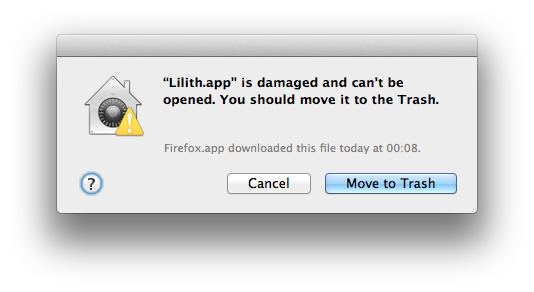 “Lilith.app” is damaged and can't be
opened. You should move it to the Trash.
Firefox.app downloaded this file today at 00:08.
?
Cancel
Move to Trash